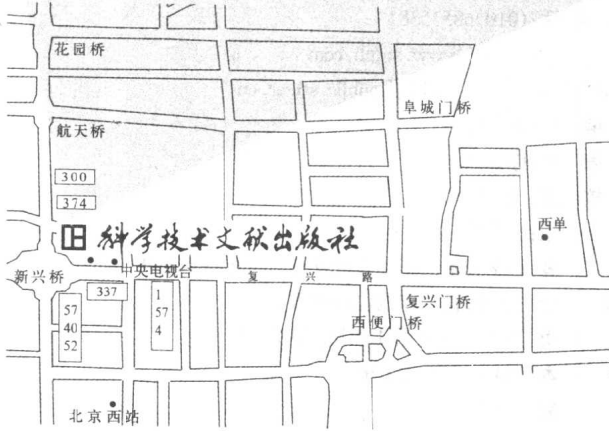 花园桥
阜城门桥
航天桥
300
374
西单
科学技术文献出版社
新兴桥
中央电视台
复兴路
337
1
57
4
57
40
52
复兴门桥
西便门桥
北京西站